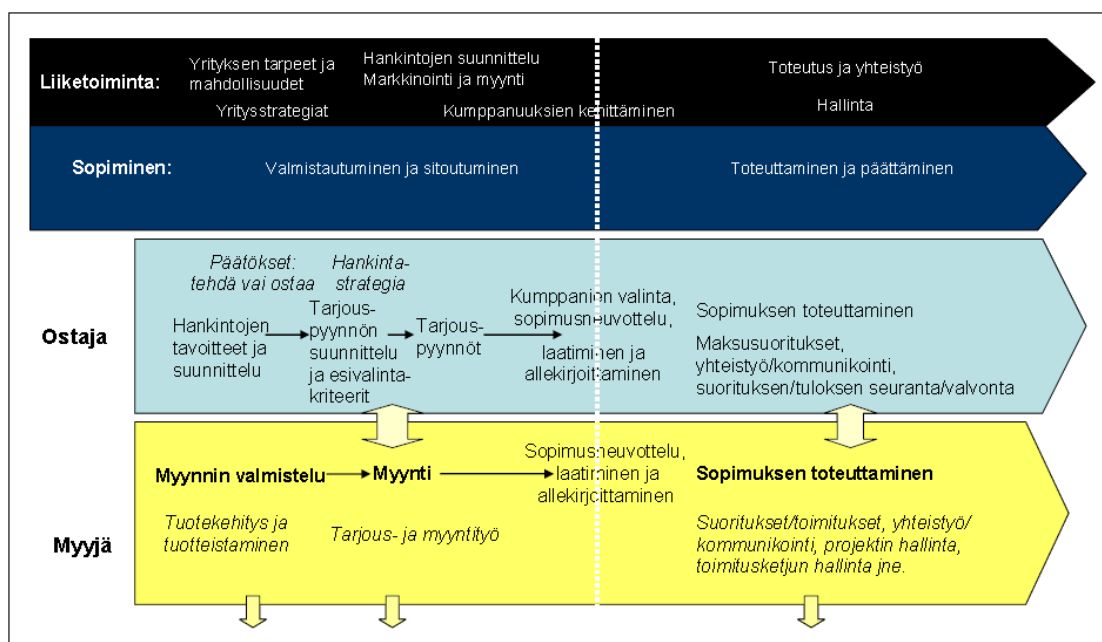 Liiketoiminta:
Yrityksen tarpeet ja
mahdollisuudet
Yritysstrategiat
Hankintojen suunnittelu
Markkinointi ja myynti
Kumppanuuksien kehittäminen
Toteutus ja yhteistyö
Hallinta
Sopiminen:
Valmistautuminen ja sitoutuminen
Toteuttaminen ja päättäminen
Ostaja
Päätökset:
tehdä vai ostaa
Hankinta-
strategia
Hankintojen
tavoitteet ja
suunnittelu
Tarjous-
pyynnön
suunnittelu
ja esivalinta-
kriteerit
Tarjous-
pyynnöt
Kumppanien valinta,
sopimusneuvottelu,
laatiminen ja
allekirjoittaminen
Sopimuksen toteuttaminen
Maksusuoritukset,
yhteistyö/kommunikointi,
suorituksen/tuloksen seuranta/valvonta
Myyjä
Myynnin valmistelu
Myynti
Sopimusneuvottelu,
laatiminen ja
allekirjoittaminen
Sopimuksen toteuttaminen
Tuotekehitys ja
tuotteistaminen
Tarjous- ja myyntityö
Suoritukset/toimitukset, yhteistyö/
kommunikointi, projektin hallinta,
toimitusketjun hallinta jne.